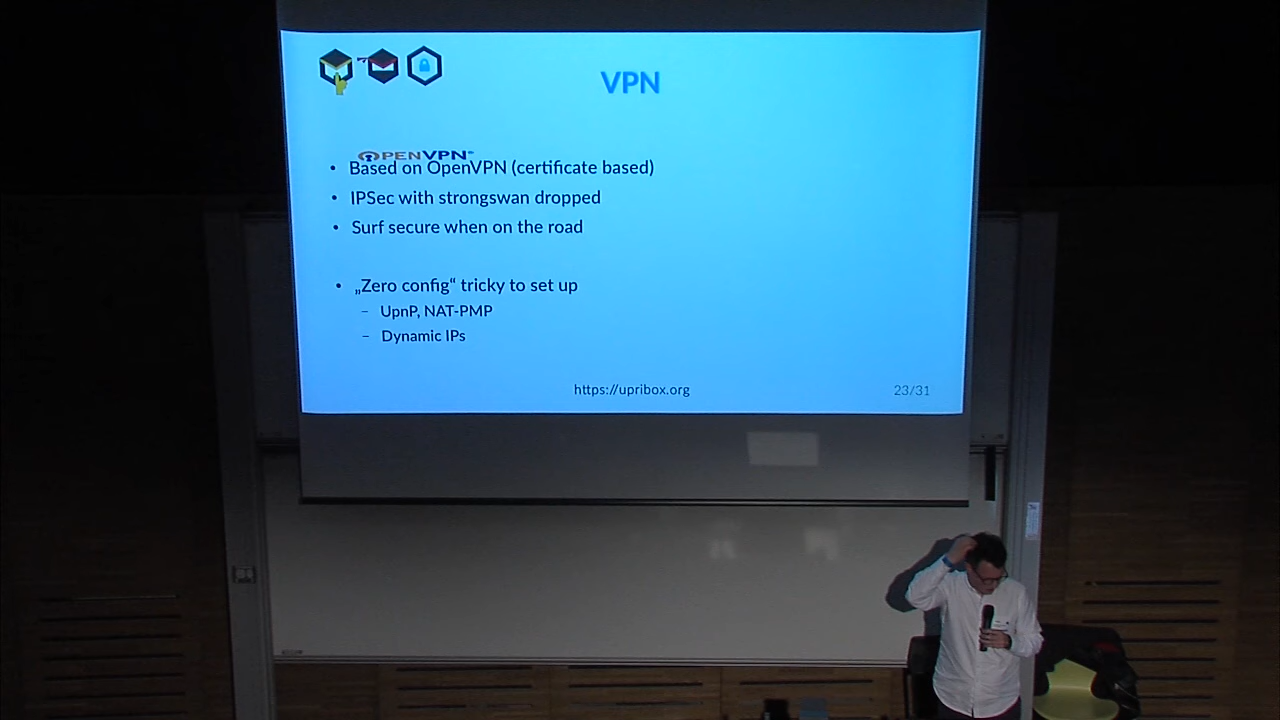 VPN
OPENVPN
• Based on OpenVPN (certificate based)
• IPSec with strongswan dropped
• Surf secure when on the road
• „Zero config“ tricky to set up
– UpnP, NAT-PMP
– Dynamic IPs
https://upribox.org
23/31